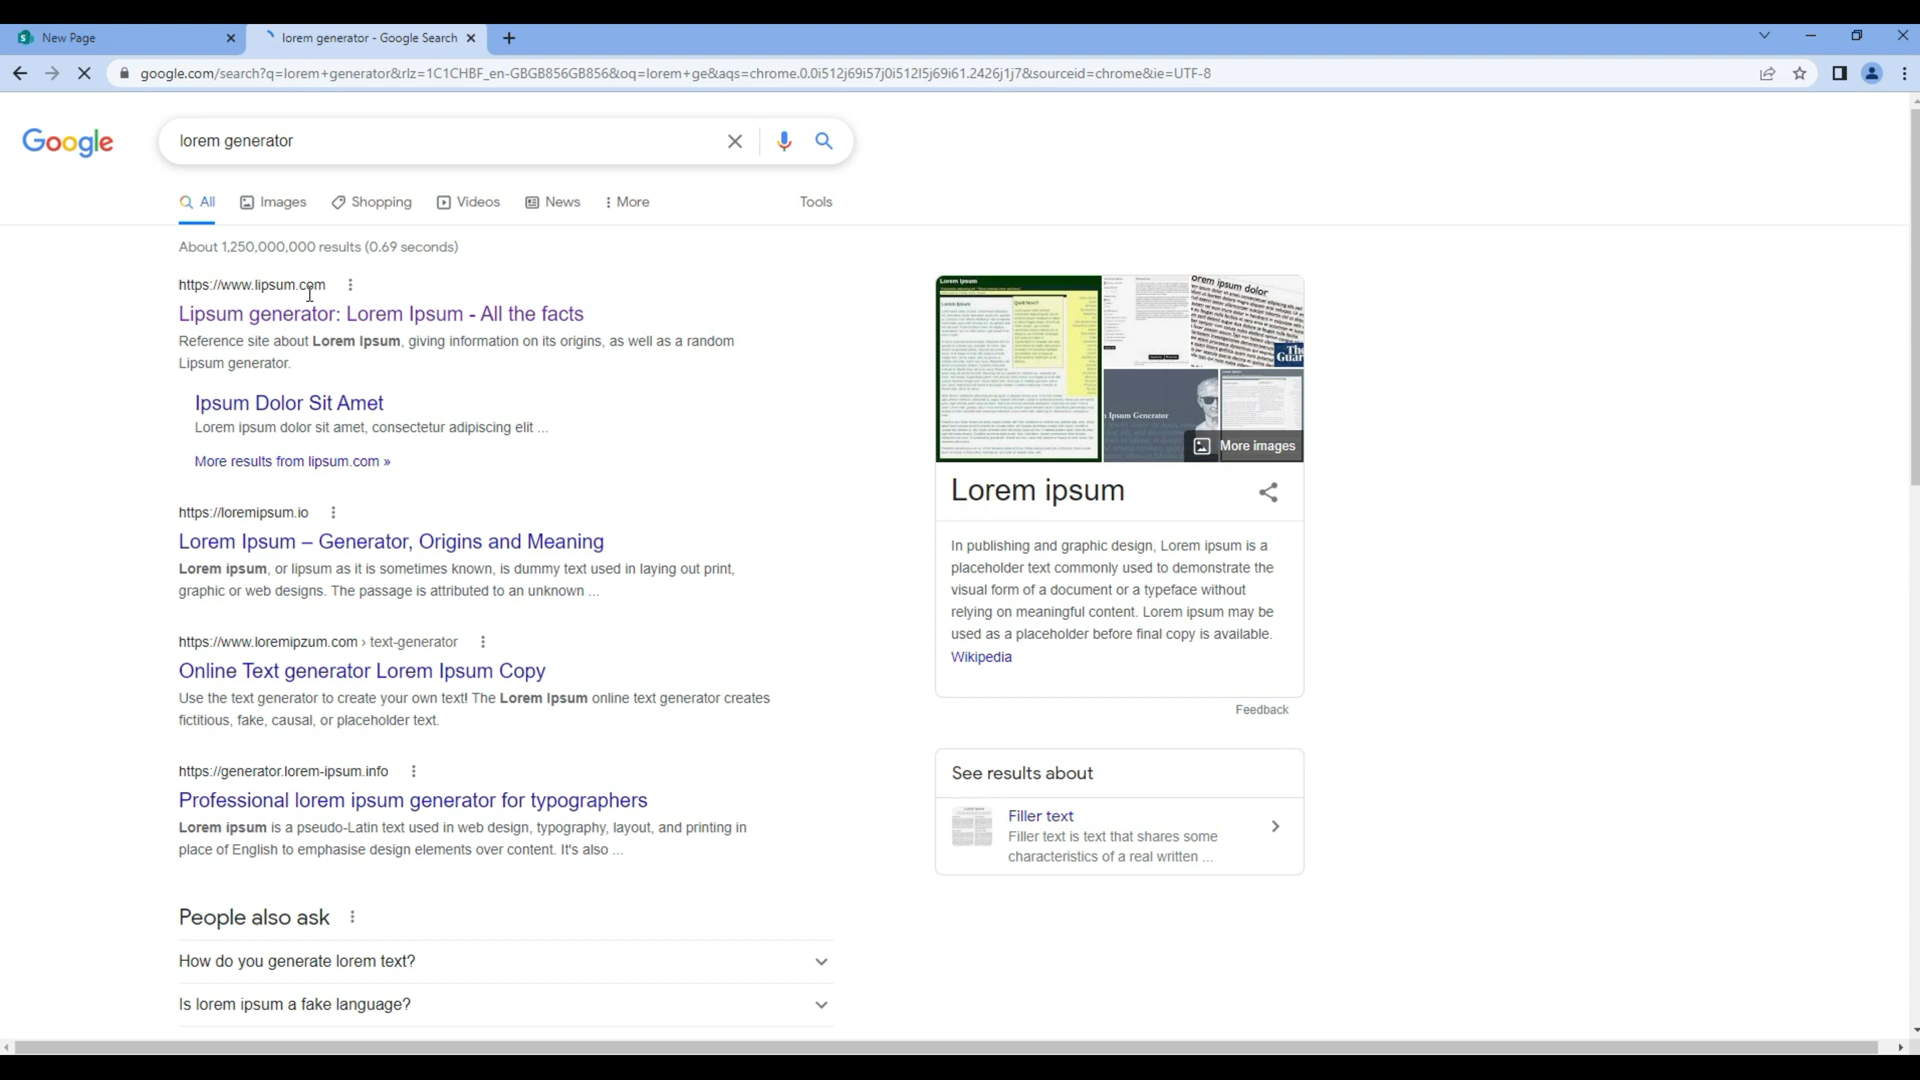 New Page
lorem generator - Google Search
google.com/search?q=lorem+generator&rlz=1C1CHBF_en-GBGB856GB856&oq=lorem+ge&aqs=chrome.0.0i512j69i57j0i512l5j69i61.2426j1j7&sourceid=chrome&ie=UTF-8
Google
lorem generator
All Images Shopping Videos News More Tools
About 1,250,000,000 results (0.69 seconds)
https://www.lipsum.com
Lipsum generator: Lorem Ipsum - All the facts
Reference site about Lorem Ipsum, giving information on its origins, as well as a random
Lipsum generator.
Ipsum Dolor Sit Amet
Lorem ipsum dolor sit amet, consectetur adipiscing elit ...
More results from lipsum.com »
https://loremipsum.io
Lorem Ipsum – Generator, Origins and Meaning
Lorem ipsum, or lipsum as it is sometimes known, is dummy text used in laying out print,
graphic or web designs. The passage is attributed to an unknown ...
https://www.loremipzum.com › text-generator
Online Text generator Lorem Ipsum Copy
Use the text generator to create your own text! The Lorem Ipsum online text generator creates
fictitious, fake, causal, or placeholder text.
https://generator.lorem-ipsum.info
Professional lorem ipsum generator for typographers
Lorem ipsum is a pseudo-Latin text used in web design, typography, layout, and printing in
place of English to emphasise design elements over content. It's also ...
People also ask
How do you generate lorem text?
Is lorem ipsum a fake language?
Lorem Ipsum
orem ipsum dolor
The
Guar
Ipsum Generator
More images
Lorem ipsum
In publishing and graphic design, Lorem ipsum is a
placeholder text commonly used to demonstrate the
visual form of a document or a typeface without
relying on meaningful content. Lorem ipsum may be
used as a placeholder before final copy is available.
Wikipedia
Feedback
See results about
Filler text
Filler text is text that shares some
characteristics of a real written ...